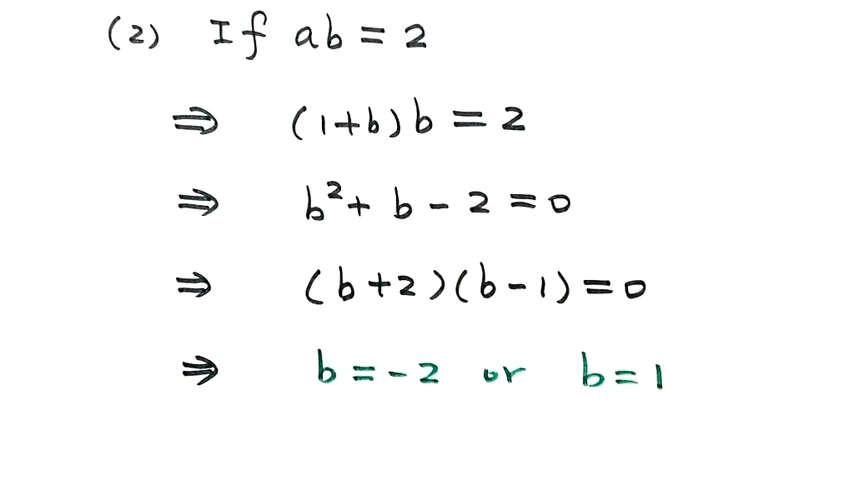 (2) If ab = 2
⇒ (1+b)b = 2
⇒ b²+ b - 2 = 0
⇒ (b+2)(b-1) = 0
⇒ b = -2 or b = 1